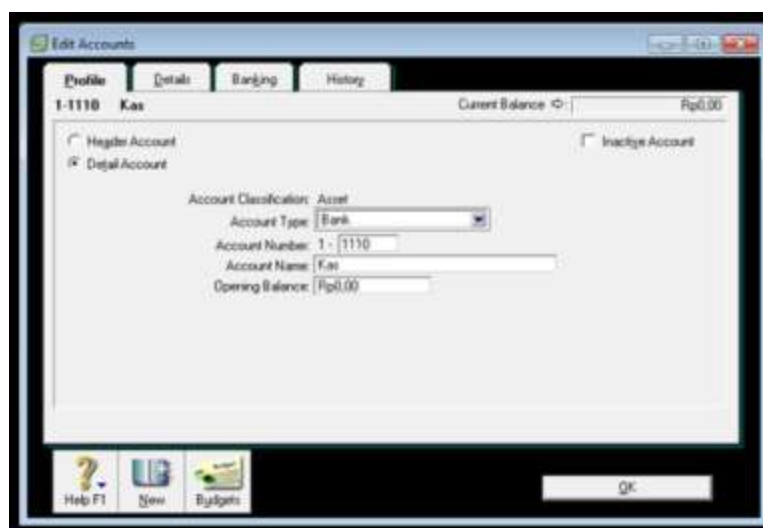 Edit Accounts
Profile Details Banking History
1-1110 Kas Current Balance Rp0,00
Header Account Inactive Account
Detail Account
Account Classification: Asset
Account Type: Bank
Account Number: 1 - 1110
Account Name: Kas
Opening Balance: Rp0,00
Help F1 New Budgets OK